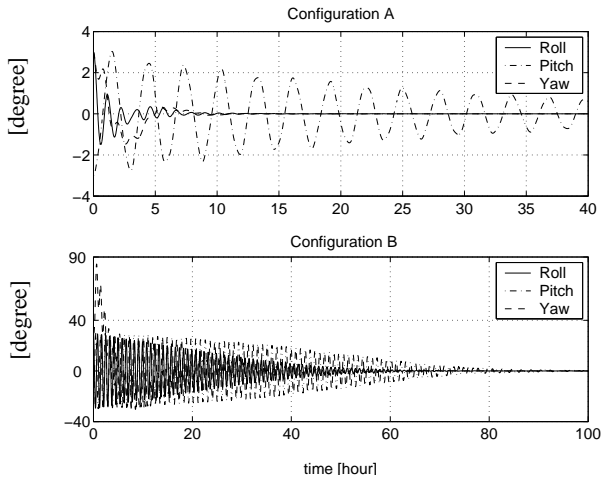 Configuration A
[degree]
4
2
0
−2
−4
Roll
Pitch
Yaw
0 5 10 15 20 25 30 35 40
Configuration B
[degree]
90
40
0
−40
Roll
Pitch
Yaw
0 20 40 60 80 100
time [hour]